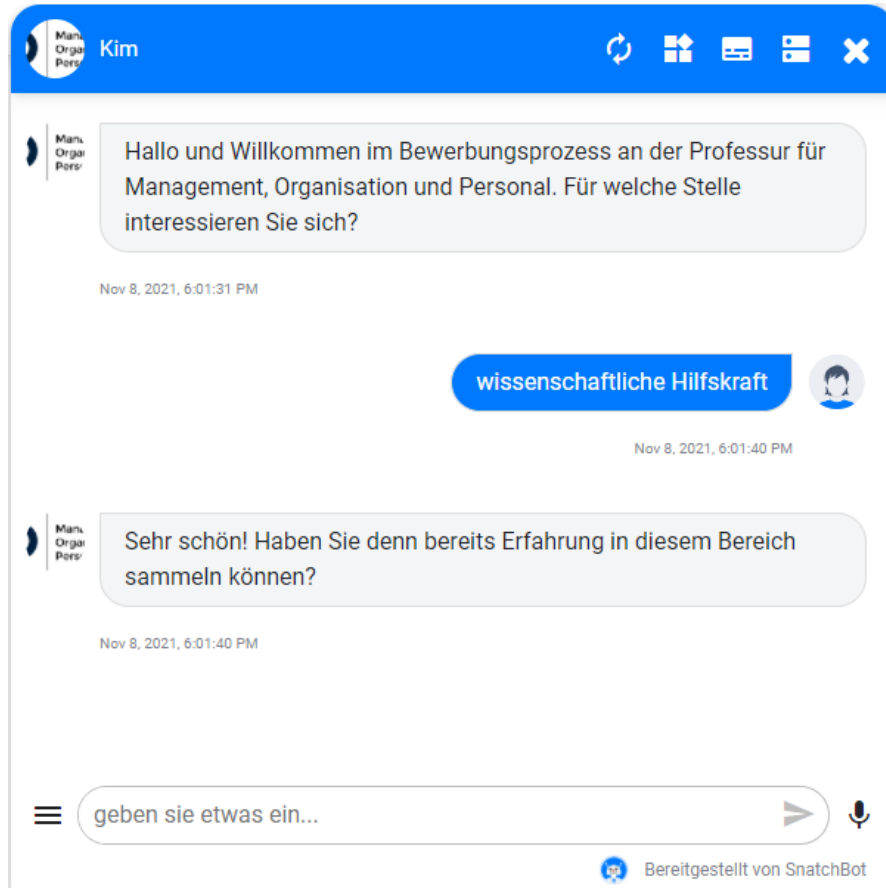 Kim
Hallo und Willkommen im Bewerbungsprozess an der Professur für
Management, Organisation und Personal. Für welche Stelle
interessieren Sie sich?
Nov 8, 2021, 6:01:31 PM
wissenschaftliche Hilfskraft
Nov 8, 2021, 6:01:40 PM
Sehr schön! Haben Sie denn bereits Erfahrung in diesem Bereich
sammeln können?
Nov 8, 2021, 6:01:40 PM
geben sie etwas ein...
Bereitgestellt von SnatchBot